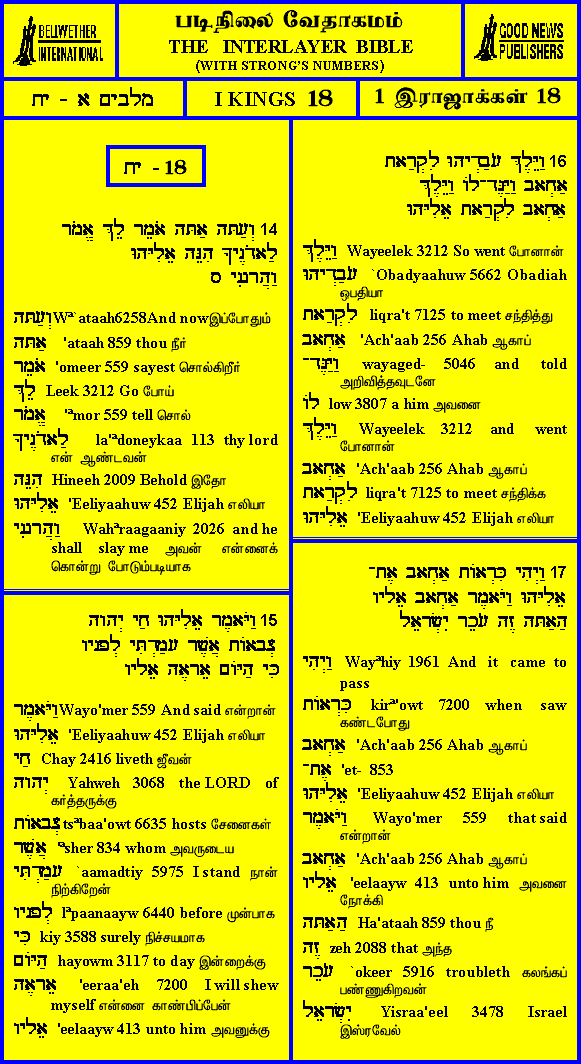 BELLWETHER
INTERNATIONAL
படிநிலை வேதாகமம்
THE INTERLAYER BIBLE
(WITH STRONG'S NUMBERS)
GOOD NEWS
PUBLISHERS
מלכים א - יח
I KINGS 18
1 இராஜாக்கள் 18
יח - 18
14 וְעַתָּה אַתָּה אֹמֵר לֵךְ אֱמֹר
לַאדֹנֶיךָ הִנֵּה אֵלִיָּהוּ
וַהֲרָגָנִי ס
וְעַתָּה Wᵃ`ataah6258And nowஇப்போதும்
אַתָּה 'ataah 859 thou நீர்
אֹמֵר 'omeer 559 sayest சொல்கிறீர்
לֵךְ Leek 3212 Go போய்
אֱמֹר 'ᵉmor 559 tell சொல்
לַאדֹנֶיךָ la'ᵃdoneykaa 113 thy lord
என் ஆண்டவன்
הִנֵּה Hineeh 2009 Behold இதோ
אֵלִיָּהוּ 'Eeliyaahuw 452 Elijah எலியா
וַהֲרָגָנִי Wahᵃraagaaniy 2026 and he
shall slay me அவன் என்னைக்
கொன்று போடும்படியாக
15 וַיֹּאמֶר אֵלִיָּהוּ חַי יְהוָה
צְבָאוֹת אֲשֶׁר עָמַדְתִּי לְפָנָיו
כִּי הַיּוֹם אֵרָאֶה אֵלָיו
וַיֹּאמֶר Wayo'mer 559 And said என்றான்
אֵלִיָּהוּ 'Eeliyaahuw 452 Elijah எலியா
חַי Chay 2416 liveth ஜீவன்
יְהוָה Yahweh 3068 the LORD of
கர்த்தருக்கு
צְבָאוֹת tsᵃbaa'owt 6635 hosts சேனைகள்
אֲשֶׁר 'ᵃsher 834 whom அவருடைய
עָמַדְתִּי `aamadtiy 5975 I stand நான்
நிற்கிறேன்
לְפָנָיו lᵃpaanaayw 6440 before முன்பாக
כִּי kiy 3588 surely நிச்சயமாக
הַיּוֹם hayowm 3117 to day இன்றைக்கு
אֵרָאֶה 'eeraa'eh 7200 I will shew
myself என்னை காண்பிப்பேன்
אֵלָיו 'eelaayw 413 unto him அவனுக்கு
16 וַיֵּלֶךְ עֹבַדְיָהוּ לִקְרַאת
אַחְאָב וַיַּגֶּד־לוֹ וַיֵּלֶךְ
אַחְאָב לִקְרַאת אֵלִיָּהוּ
וַיֵּלֶךְ Wayeelek 3212 So went போனான்
עֹבַדְיָהוּ `Obadyaahuw 5662 Obadiah
ஒபதியா
לִקְרַאת liqra't 7125 to meet சந்தித்து
אַחְאָב 'Ach'aab 256 Ahab ஆகாப்
וַיַּגֶּד־ wayaged- 5046 and told
அறிவித்தவுடனே
לוֹ low 3807 a him அவனை
וַיֵּלֶךְ Wayeelek 3212 and went
போனான்
אַחְאָב 'Ach'aab 256 Ahab ஆகாப்
לִקְרַאת liqra't 7125 to meet சந்திக்க
אֵלִיָּהוּ 'Eeliyaahuw 452 Elijah எலியா
17 וַיְהִי כִּרְאוֹת אַחְאָב אֶת־
אֵלִיָּהוּ וַיֹּאמֶר אַחְאָב אֵלָיו
הַאַתָּה זֶה עֹכֵר יִשְׂרָאֵל
וַיְהִי Wayᵃhiy 1961 And it came to
pass
כִּרְאוֹת kirᵃ'owt 7200 when saw
கண்டபோது
אַחְאָב 'Ach'aab 256 Ahab ஆகாப்
אֶת־ 'et- 853
אֵלִיָּהוּ 'Eeliyaahuw 452 Elijah எலியா
וַיֹּאמֶר Wayo'mer 559 that said
என்றான்
אַחְאָב 'Ach'aab 256 Ahab ஆகாப்
אֵלָיו 'eelaayw 413 unto him அவனை
நோக்கி
הַאַתָּה Ha'ataah 859 thou நீ
זֶה zeh 2088 that அந்த
עֹכֵר `okeer 5916 troubleth கலங்கப்
பண்ணுகிறவன்
יִשְׂרָאֵל Yisraa'eel 3478 Israel
இஸ்ரவேல்